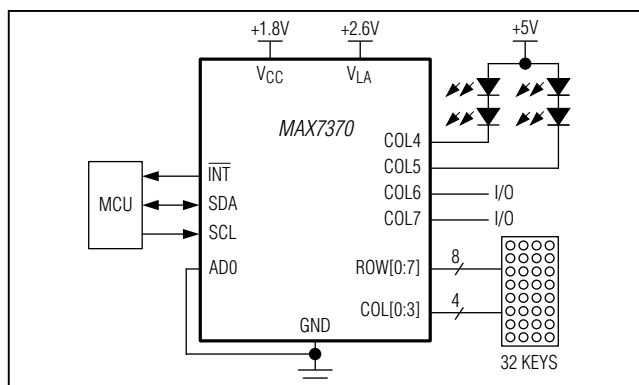 +1.8V
+2.6V
+5V
VCC
VLA
MAX7370
COL4
COL5
COL6
I/O
COL7
I/O
MCU
INT
SDA
SCL
AD0
ROW[0:7]
8
COL[0:3]
4
GND
32 KEYS